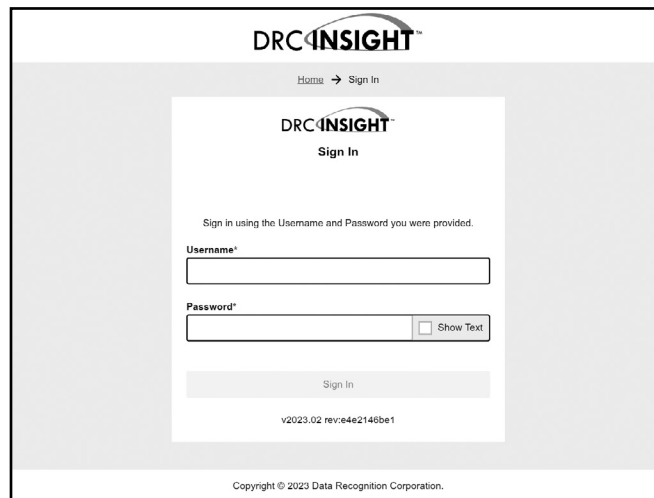 DRC INSIGHT™
Home → Sign In
DRC INSIGHT™
Sign In
Sign in using the Username and Password you were provided.
Username*
Password*
Show Text
Sign In
v2023.02 rev:e4e2146be1
Copyright © 2023 Data Recognition Corporation.